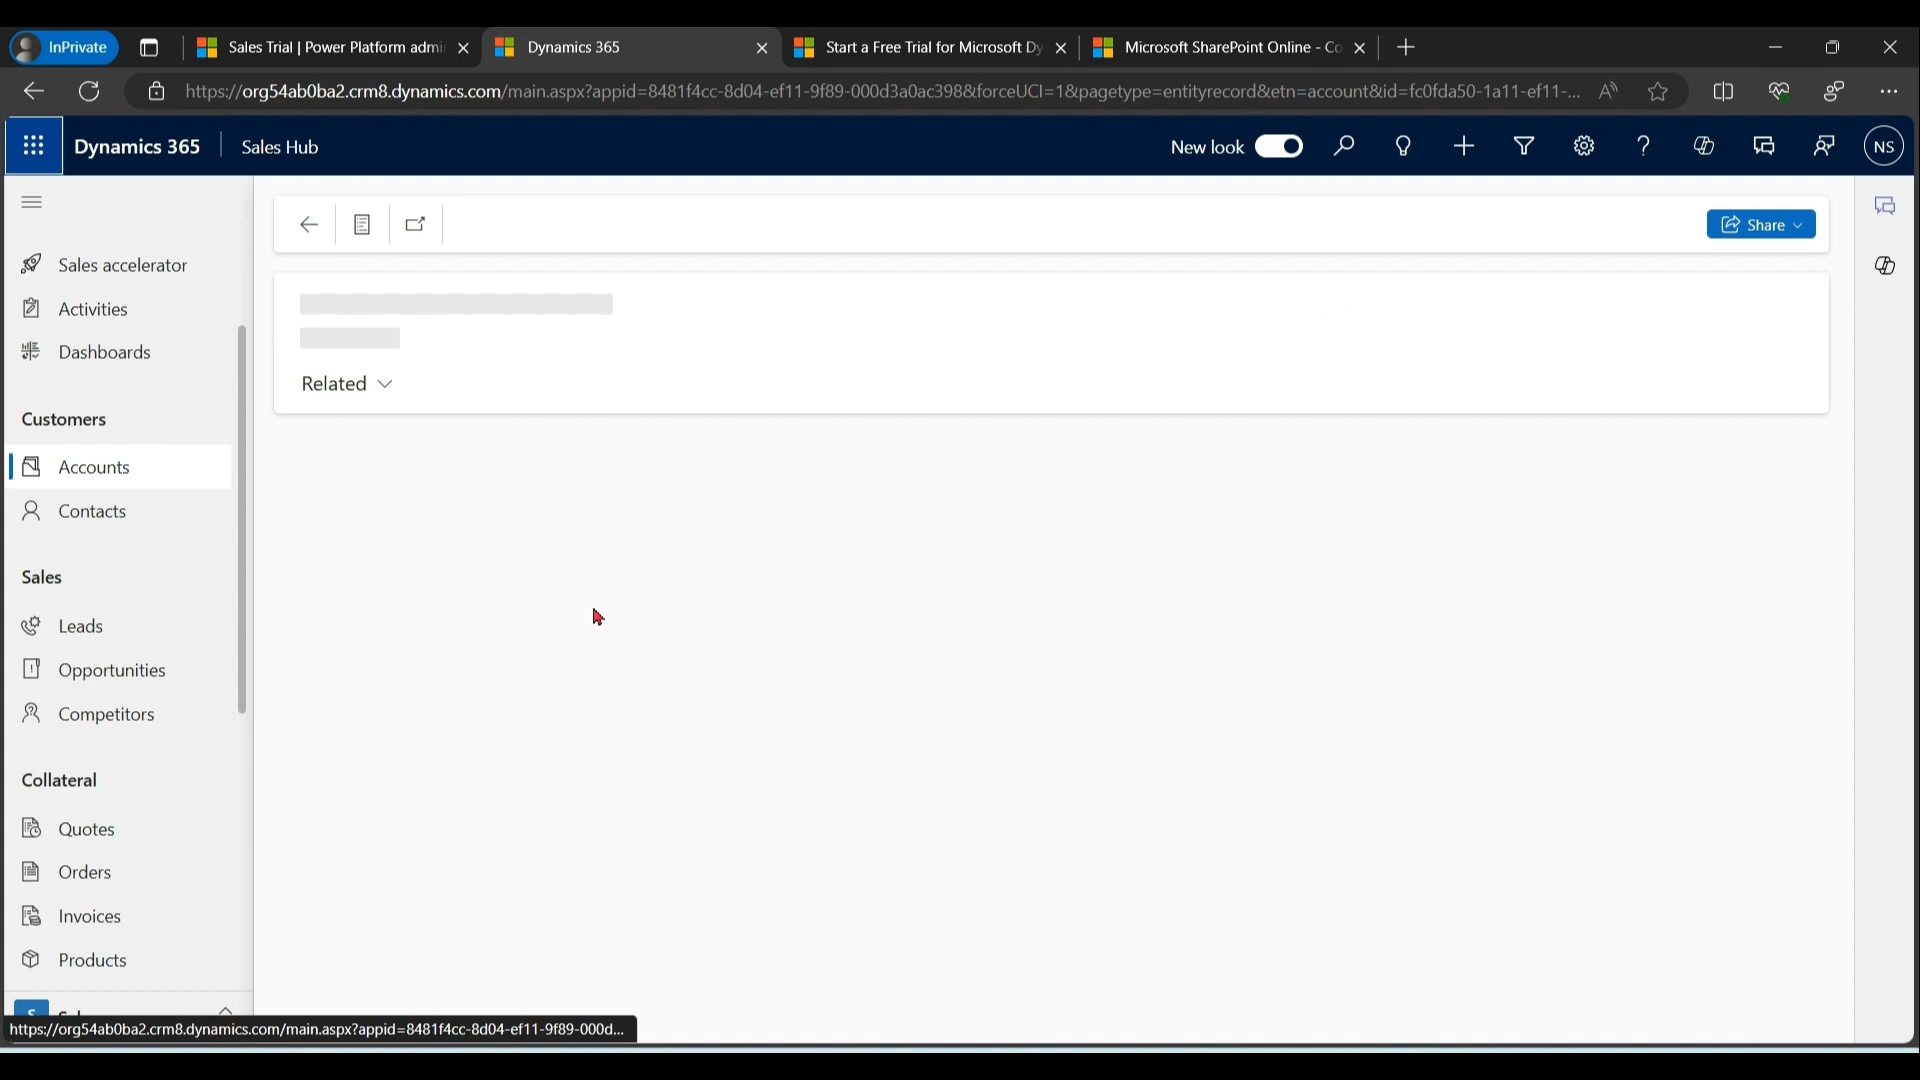 InPrivate
Sales Trial | Power Platform admi
Dynamics 365
Start a Free Trial for Microsoft Dy
Microsoft SharePoint Online - Co
https://org54ab0ba2.crm8.dynamics.com/main.aspx?appid=8481f4cc-8d04-ef11-9f89-000d3a0ac398&forceUCI=1&pagetype=entityrecord&etn=account&id=fc0fda50-1a11-ef11-...
Dynamics 365
Sales Hub
New look
NS
Share
Sales accelerator
Activities
Dashboards
Related
Customers
Accounts
Contacts
Sales
Leads
Opportunities
Competitors
Collateral
Quotes
Orders
Invoices
Products
https://org54ab0ba2.crm8.dynamics.com/main.aspx?appid=8481f4cc-8d04-ef11-9f89-000d...